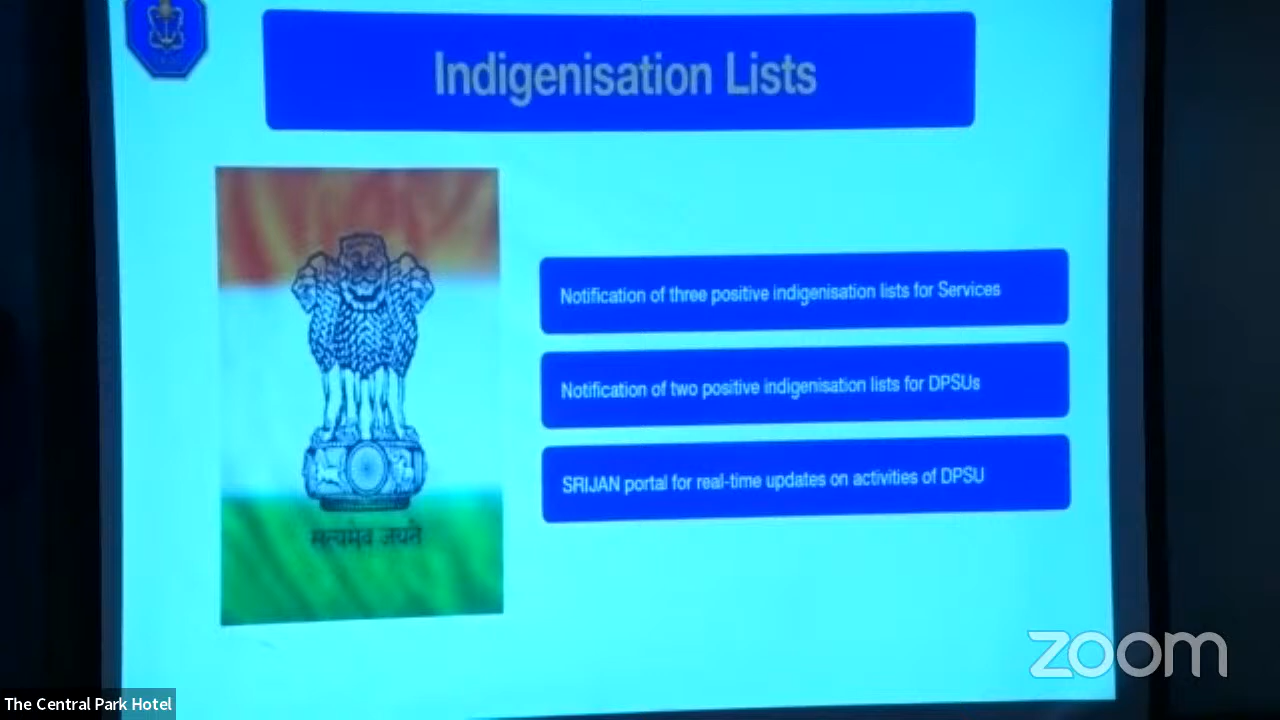 Indigenisation Lists
Notification of three positive indigenisation lists for Services
Notification of two positive indigenisation lists for DPSUs
SRIJAN portal for real-time updates on activities of DPSU
सत्यमेव जयते
zoom
The Central Park Hotel